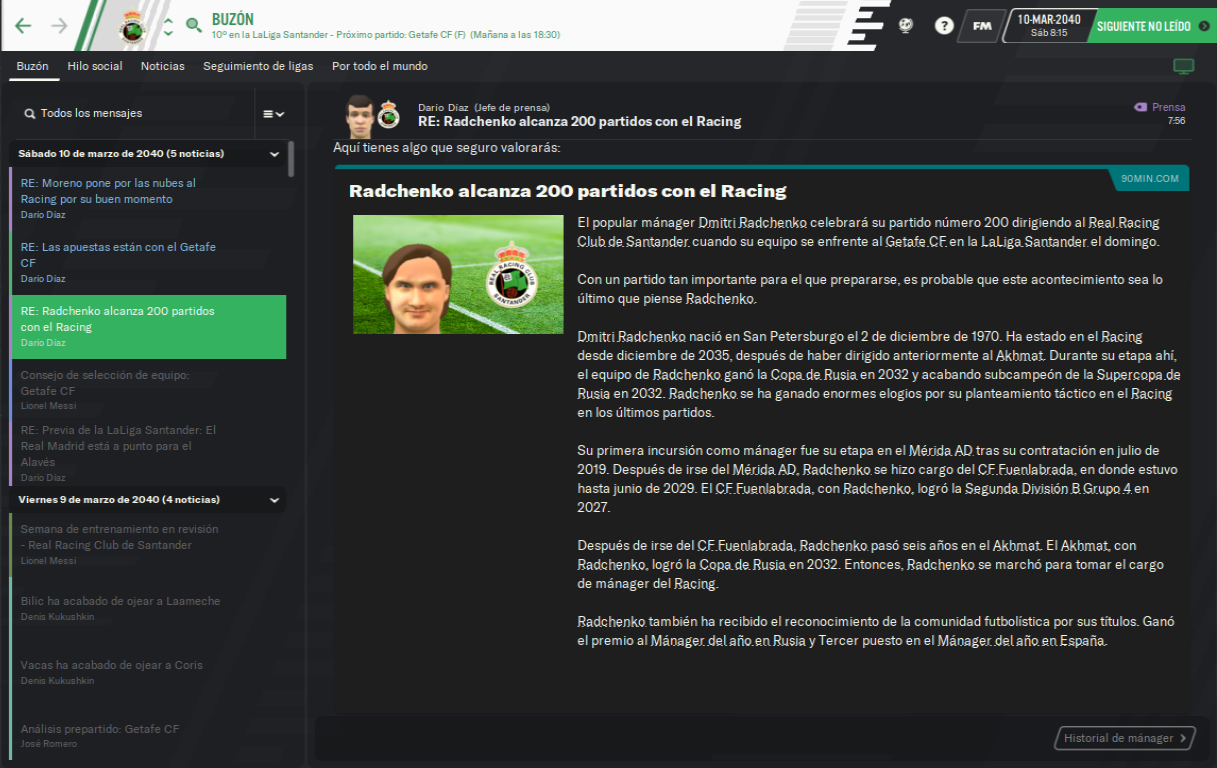 BUZÓN
10º en la LaLiga Santander - Próximo partido: Getafe CF (F) (Mañana a las 18:30)
?
FM
10-MAR-2040
Sáb 8:15
SIGUIENTE NO LEÍDO
Buzón Hilo social Noticias Seguimiento de ligas Por todo el mundo
Todos los mensajes
Sábado 10 de marzo de 2040 (5 noticias)
RE: Moreno pone por las nubes al
Racing por su buen momento
Darío Díaz
RE: Las apuestas están con el Getafe
CF
Darío Díaz
RE: Radchenko alcanza 200 partidos
con el Racing
Darío Díaz
Consejo de selección de equipo:
Getafe CF
Lionel Messi
RE: Previa de la LaLiga Santander: El
Real Madrid está a punto para el
Alavés
Darío Díaz
Viernes 9 de marzo de 2040 (4 noticias)
Semana de entrenamiento en revisión
- Real Racing Club de Santander
Lionel Messi
Bilic ha acabado de ojear a Laameche
Denis Kukushkin
Vacas ha acabado de ojear a Coris
Denis Kukushkin
Análisis prepartido: Getafe CF
José Romero
Darío Díaz (Jefe de prensa)
RE: Radchenko alcanza 200 partidos con el Racing
Prensa
7:56
Aquí tienes algo que seguro valorarás:
90MIN.COM
Radchenko alcanza 200 partidos con el Racing
REAL RACING CLUB
SANTANDER
El popular mánager Dmitri Radchenko celebrará su partido número 200 dirigiendo al Real Racing
Club de Santander cuando su equipo se enfrente al Getafe CF en la LaLiga Santander el domingo.
Con un partido tan importante para el que prepararse, es probable que este acontecimiento sea lo
último que piense Radchenko.
Dmitri Radchenko nació en San Petersburgo el 2 de diciembre de 1970. Ha estado en el Racing
desde diciembre de 2035, después de haber dirigido anteriormente al Akhmat. Durante su etapa ahí,
el equipo de Radchenko ganó la Copa de Rusia en 2032 y acabando subcampeón de la Supercopa de
Rusia en 2032. Radchenko se ha ganado enormes elogios por su planteamiento táctico en el Racing
en los últimos partidos.
Su primera incursión como mánager fue su etapa en el Mérida AD tras su contratación en julio de
2019. Después de irse del Mérida AD, Radchenko se hizo cargo del CF Fuenlabrada, en donde estuvo
hasta junio de 2029. El CF Fuenlabrada, con Radchenko, logró la Segunda División B Grupo 4 en
2027.
Después de irse del CF Fuenlabrada, Radchenko pasó seis años en el Akhmat. El Akhmat, con
Radchenko, logró la Copa de Rusia en 2032. Entonces, Radchenko se marchó para tomar el cargo
de mánager del Racing.
Radchenko también ha recibido el reconocimiento de la comunidad futbolística por sus títulos. Ganó
el premio al Mánager del año en Rusia y Tercer puesto en el Mánager del año en España.
Historial de mánager